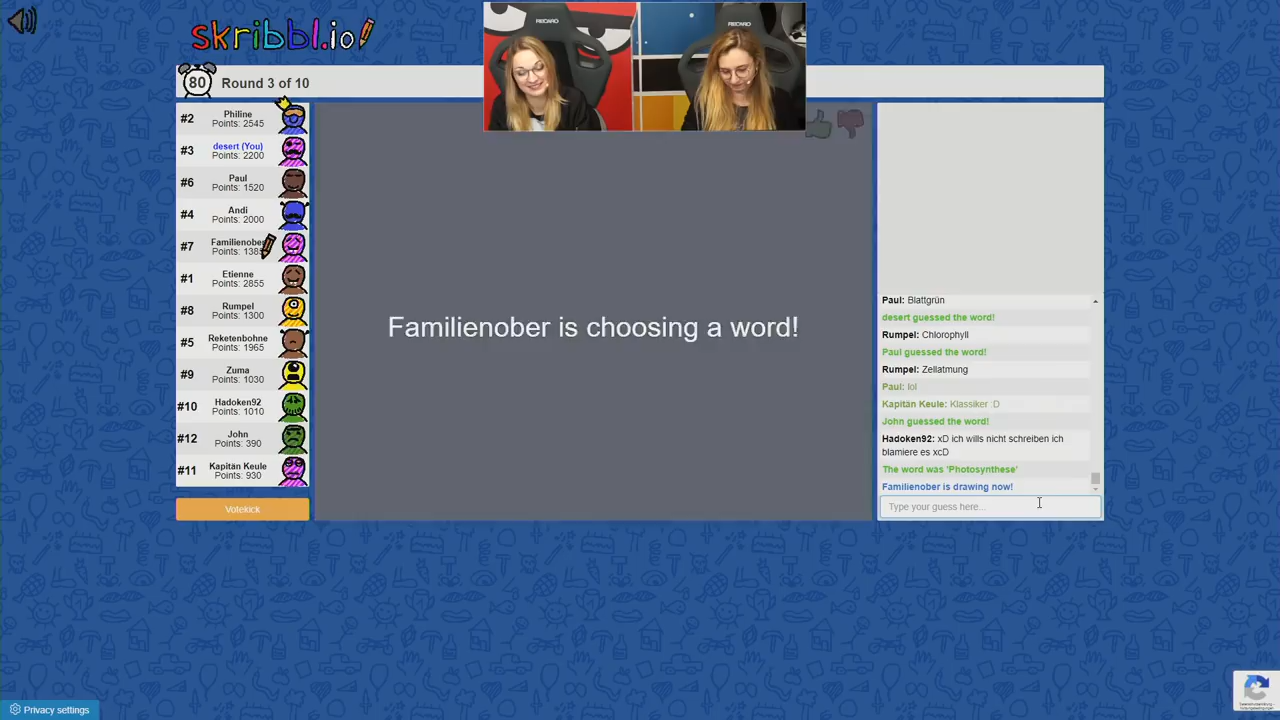 skribbl.io
RECARO
RECARO
80
Round 3 of 10
#2
Philine
Points: 2545
#3
desert (You)
Points: 2200
#6
Paul
Points: 1520
#4
Andi
Points: 2000
#7
Familienober
Points: 1385
#1
Etienne
Points: 2855
#8
Rumpel
Points: 1300
#5
Reketenbohne
Points: 1965
#9
Zuma
Points: 1030
#10
Hadoken92
Points: 1010
#12
John
Points: 390
#11
Kapitän Keule
Points: 930
Votekick
Familienober is choosing a word!
Paul: Blattgrün
desert guessed the word!
Rumpel: Chlorophyll
Paul guessed the word!
Rumpel: Zellatmung
Paul: lol
Kapitän Keule: Klassiker :D
John guessed the word!
Hadoken92: xD ich wills nicht schreiben ich
blamiere es xcD
The word was 'Photosynthese'
Familienober is drawing now!
Type your guess here...
Privacy settings